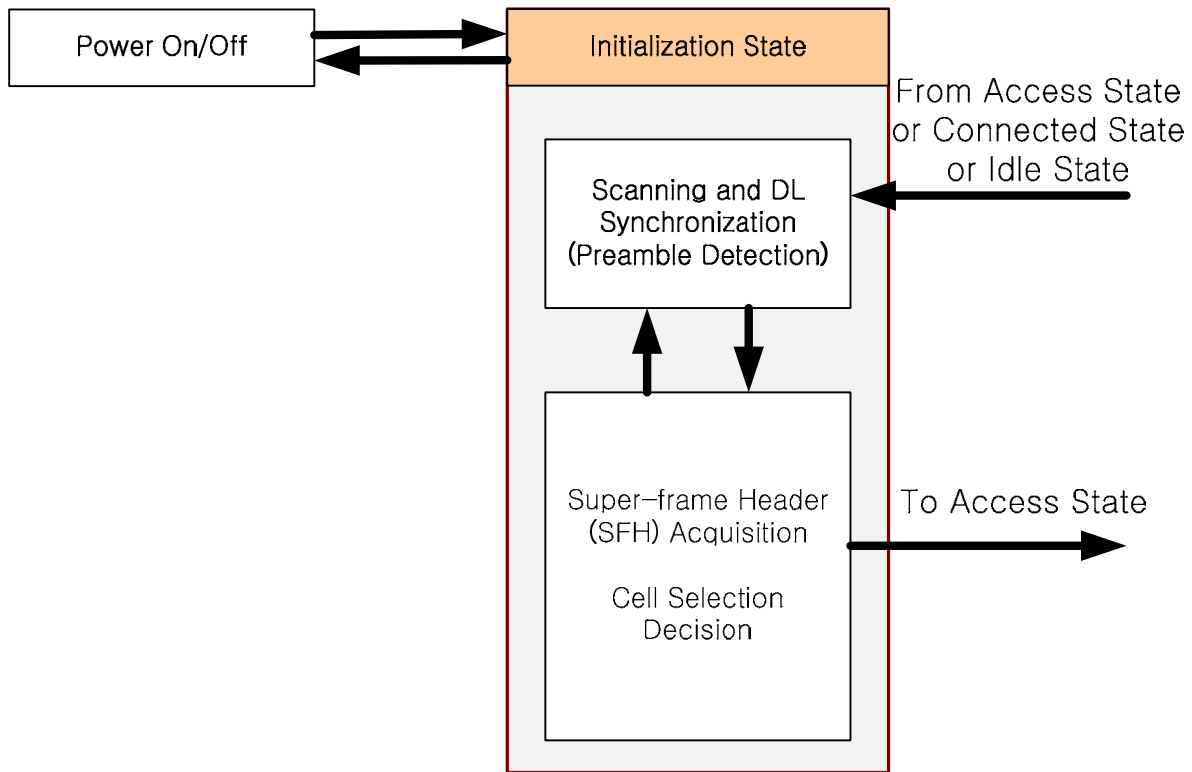 Power On/Off
Initialization State
From Access State
or Connected State
or Idle State
Scanning and DL
Synchronization
(Preamble Detection)
Super-frame Header
(SFH) Acquisition
Cell Selection
Decision
To Access State